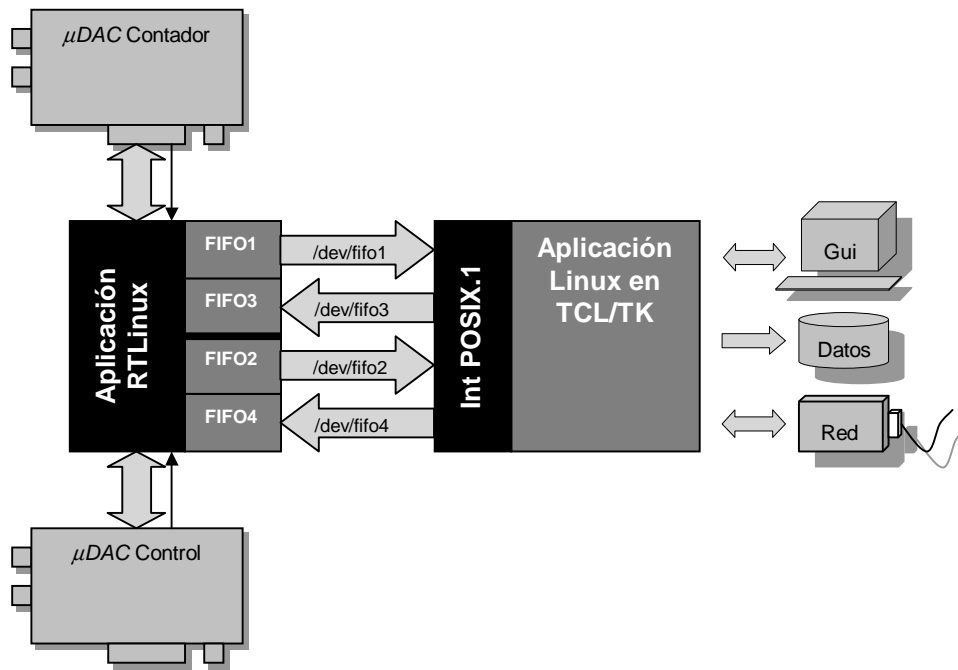 μDAC Contador
Aplicación
RTLinux
FIFO1
FIFO3
FIFO2
FIFO4
/dev/fifo1
/dev/fifo3
/dev/fifo2
/dev/fifo4
Int POSIX.1
Aplicación
Linux en
TCL/TK
Gui
Datos
Red
μDAC Control